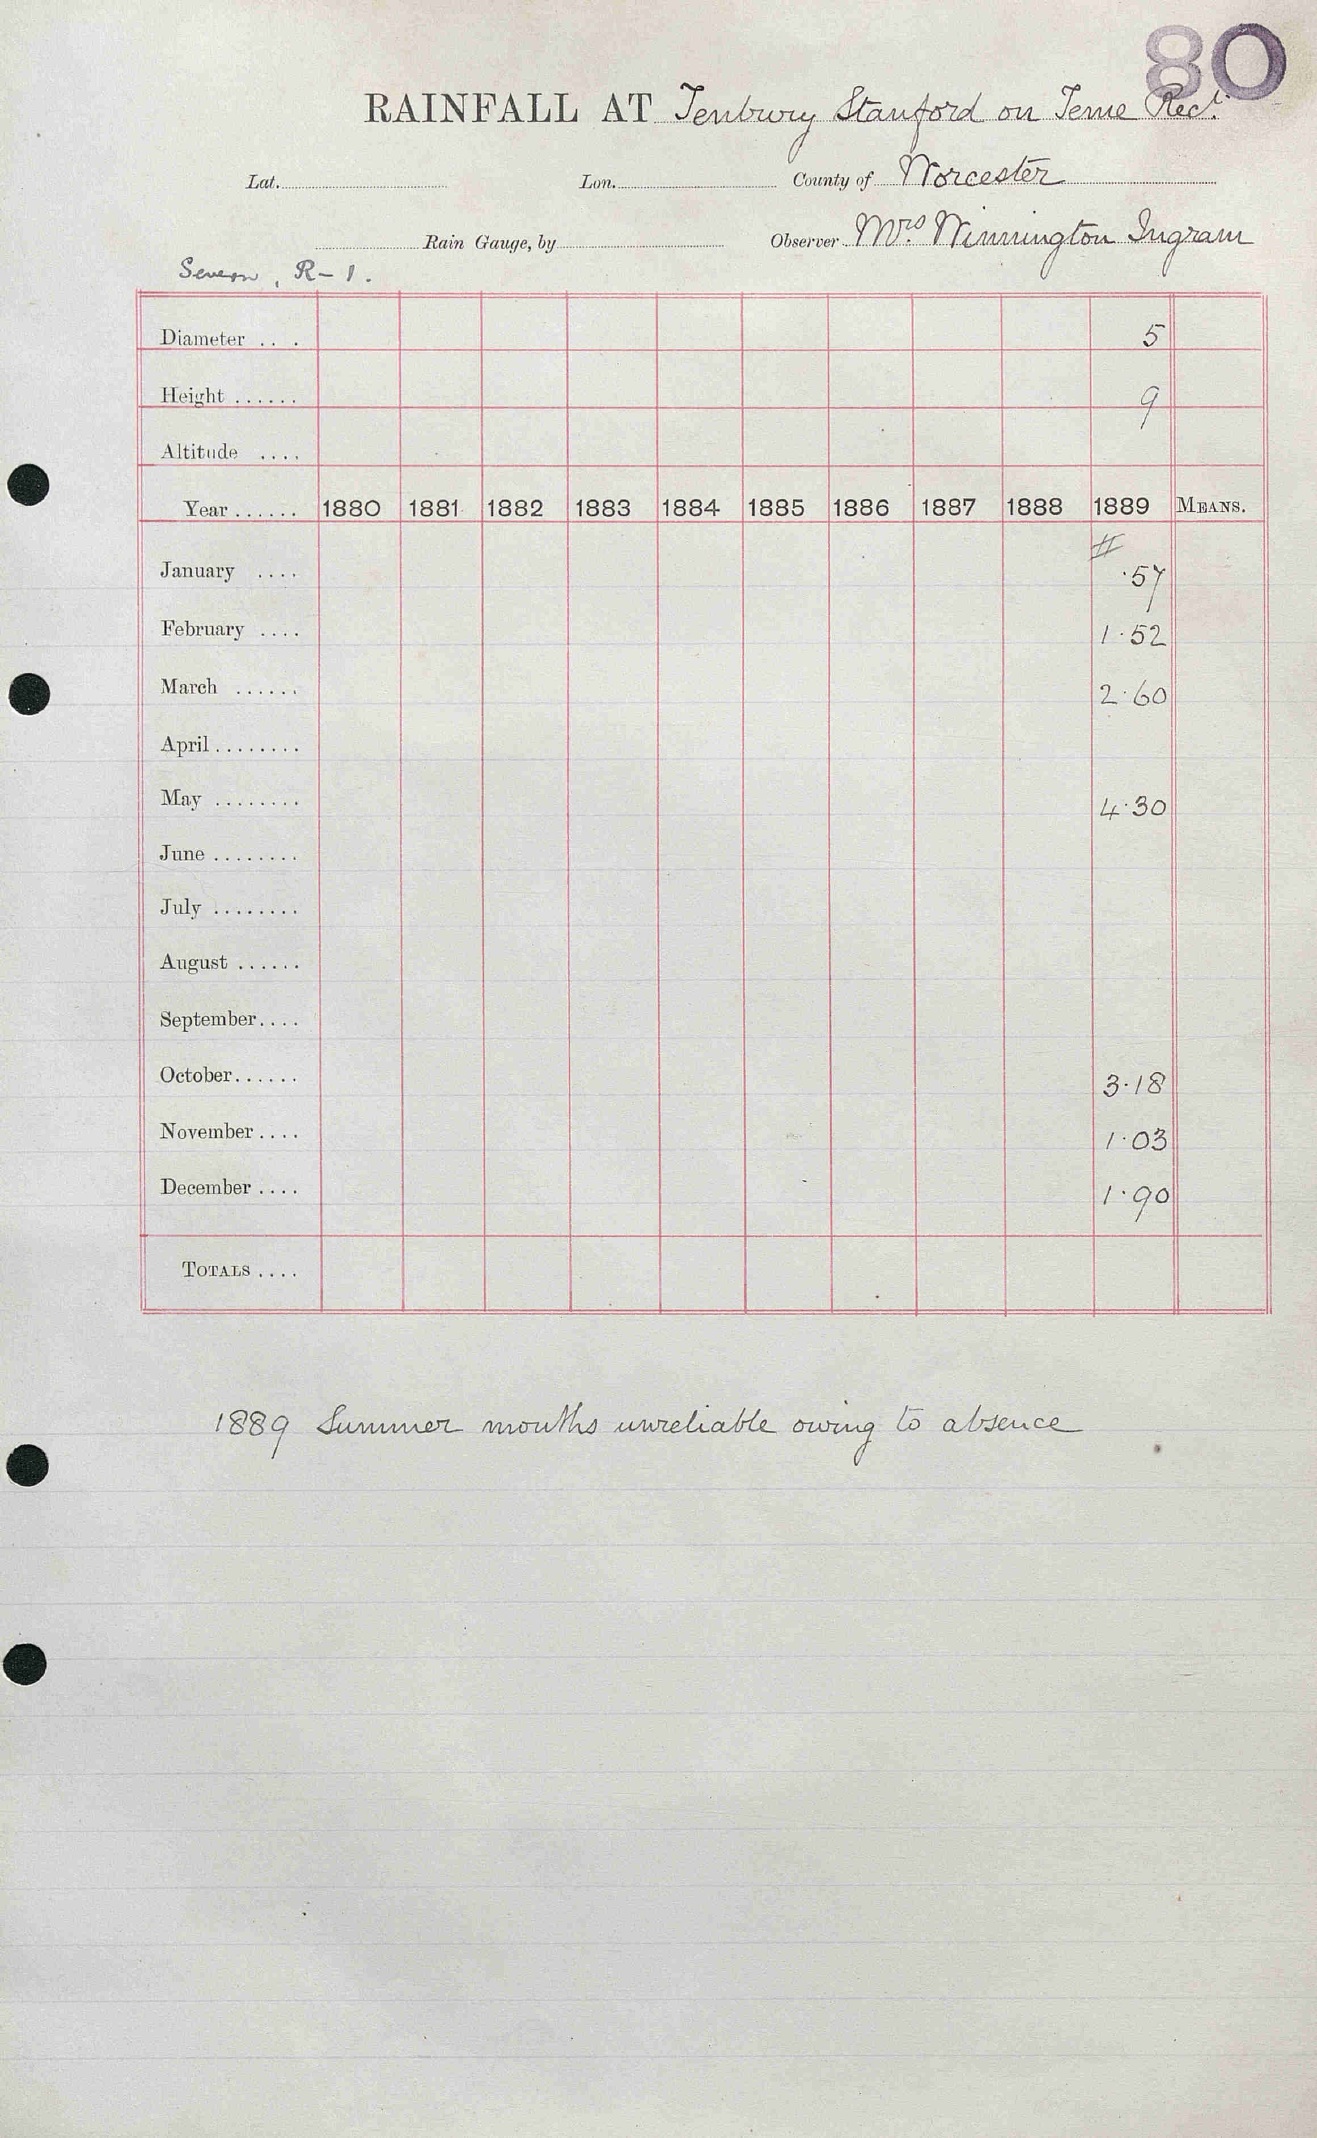 80
RAINFALL AT Tenbury Stanford on Teme Rect.
Lat. Lon. County of Worcester
Rain Gauge, by Observer Mrs. Winnington Ingram
Severn, R-1.
Diameter ... 5
Height ...... 9
Altitude ....
Year ...... 1880 1881 1882 1883 1884 1885 1886 1887 1888 1889 MEANS.
#
January .... .57
February .... 1.52
March ...... 2.60
April ........
May ........ 4.30
June ........
July ........
August ......
September ....
October ...... 3.18
November .... 1.03
December .... 1.90
TOTALS ....
1889 Summer months unreliable owing to absence